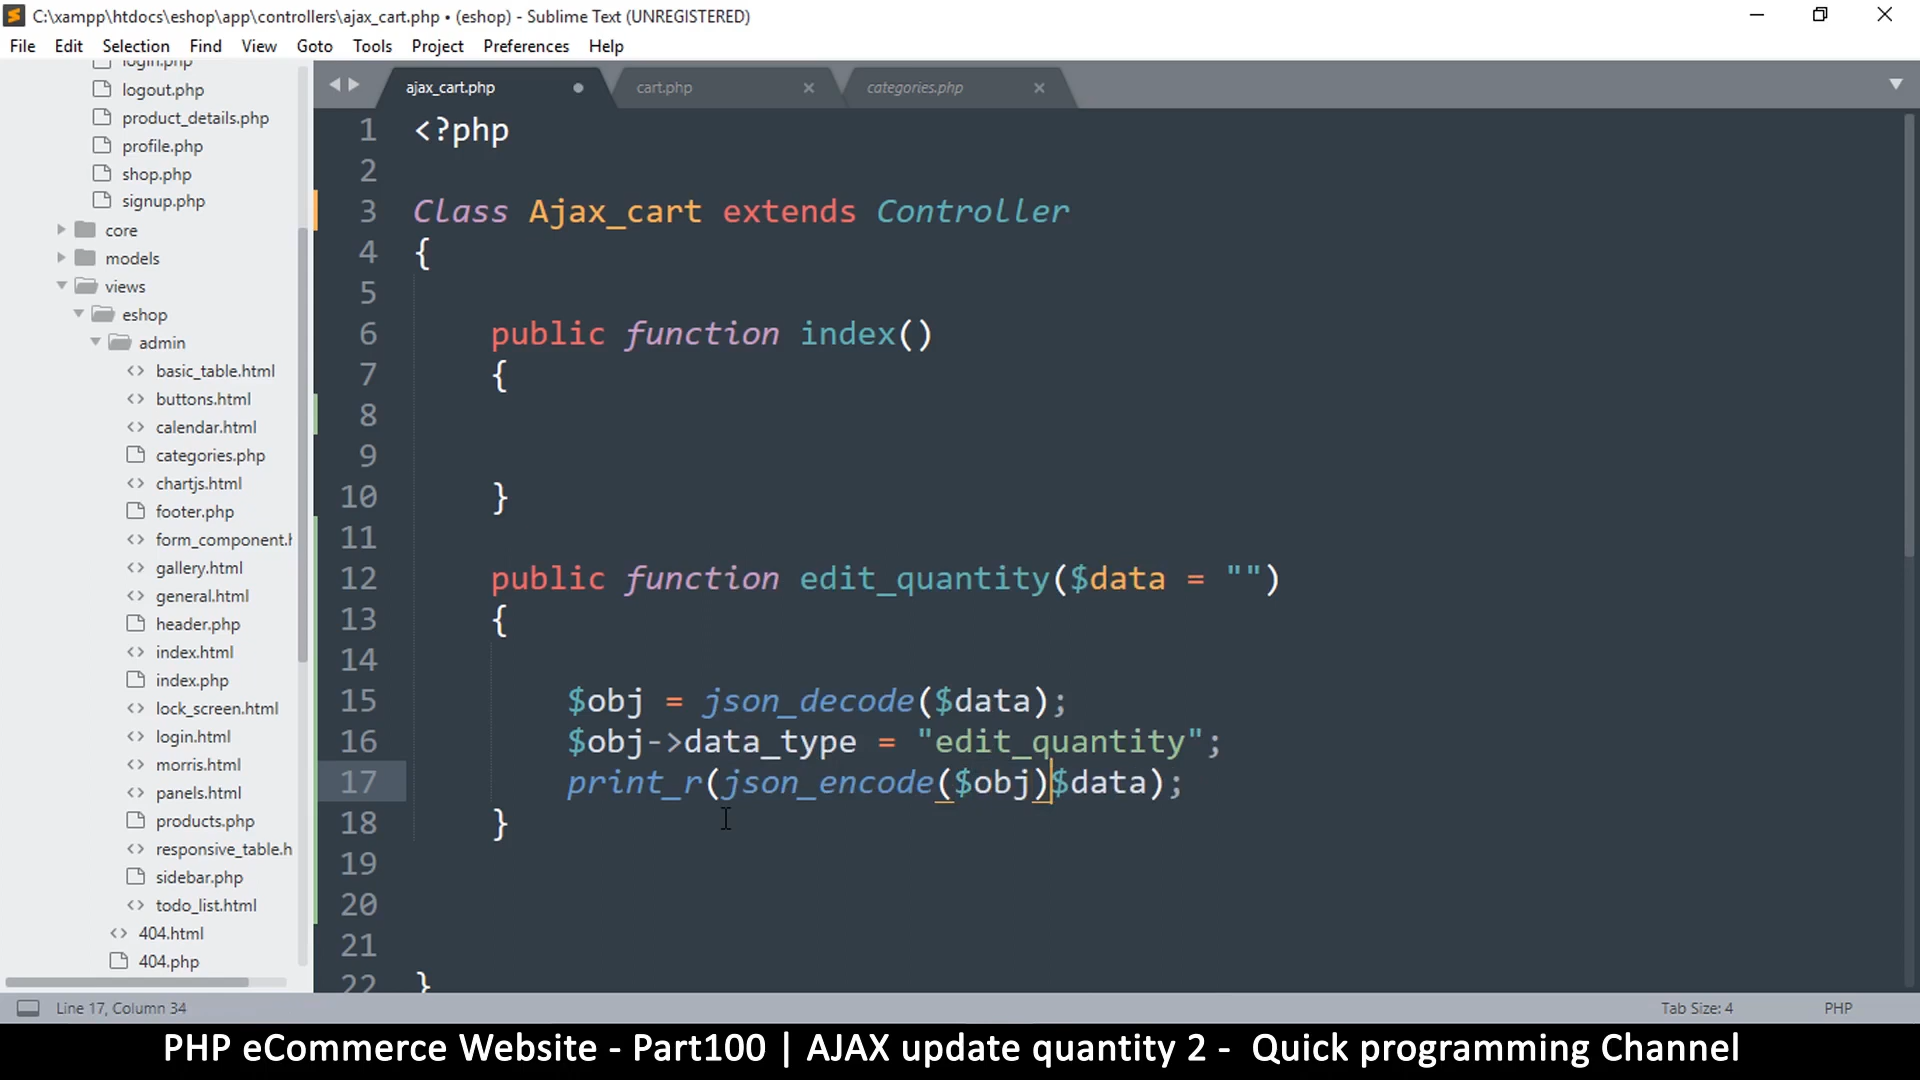 C:\xampp\htdocs\eshop\app\controllers\ajax_cart.php • (eshop) - Sublime Text (UNREGISTERED)
File Edit Selection Find View Goto Tools Project Preferences Help
login.php
logout.php
product_details.php
profile.php
shop.php
signup.php
core
models
views
eshop
admin
basic_table.html
buttons.html
calendar.html
categories.php
chartjs.html
footer.php
form_component.h
gallery.html
general.html
header.php
index.html
index.php
lock_screen.html
login.html
morris.html
panels.html
products.php
responsive_table.h
sidebar.php
todo_list.html
404.html
404.php
ajax_cart.php cart.php categories.php
1 <?php
2
3 Class Ajax_cart extends Controller
4 {
5
6 public function index()
7 {
8
9
10 }
11
12 public function edit_quantity($data = "")
13 {
14
15 $obj = json_decode($data);
16 $obj->data_type = "edit_quantity";
17 print_r(json_encode($obj)$data);
18 }
19
20
21
22 }
Line 17, Column 34 Tab Size: 4 PHP
PHP eCommerce Website - Part100 | AJAX update quantity 2 - Quick programming Channel